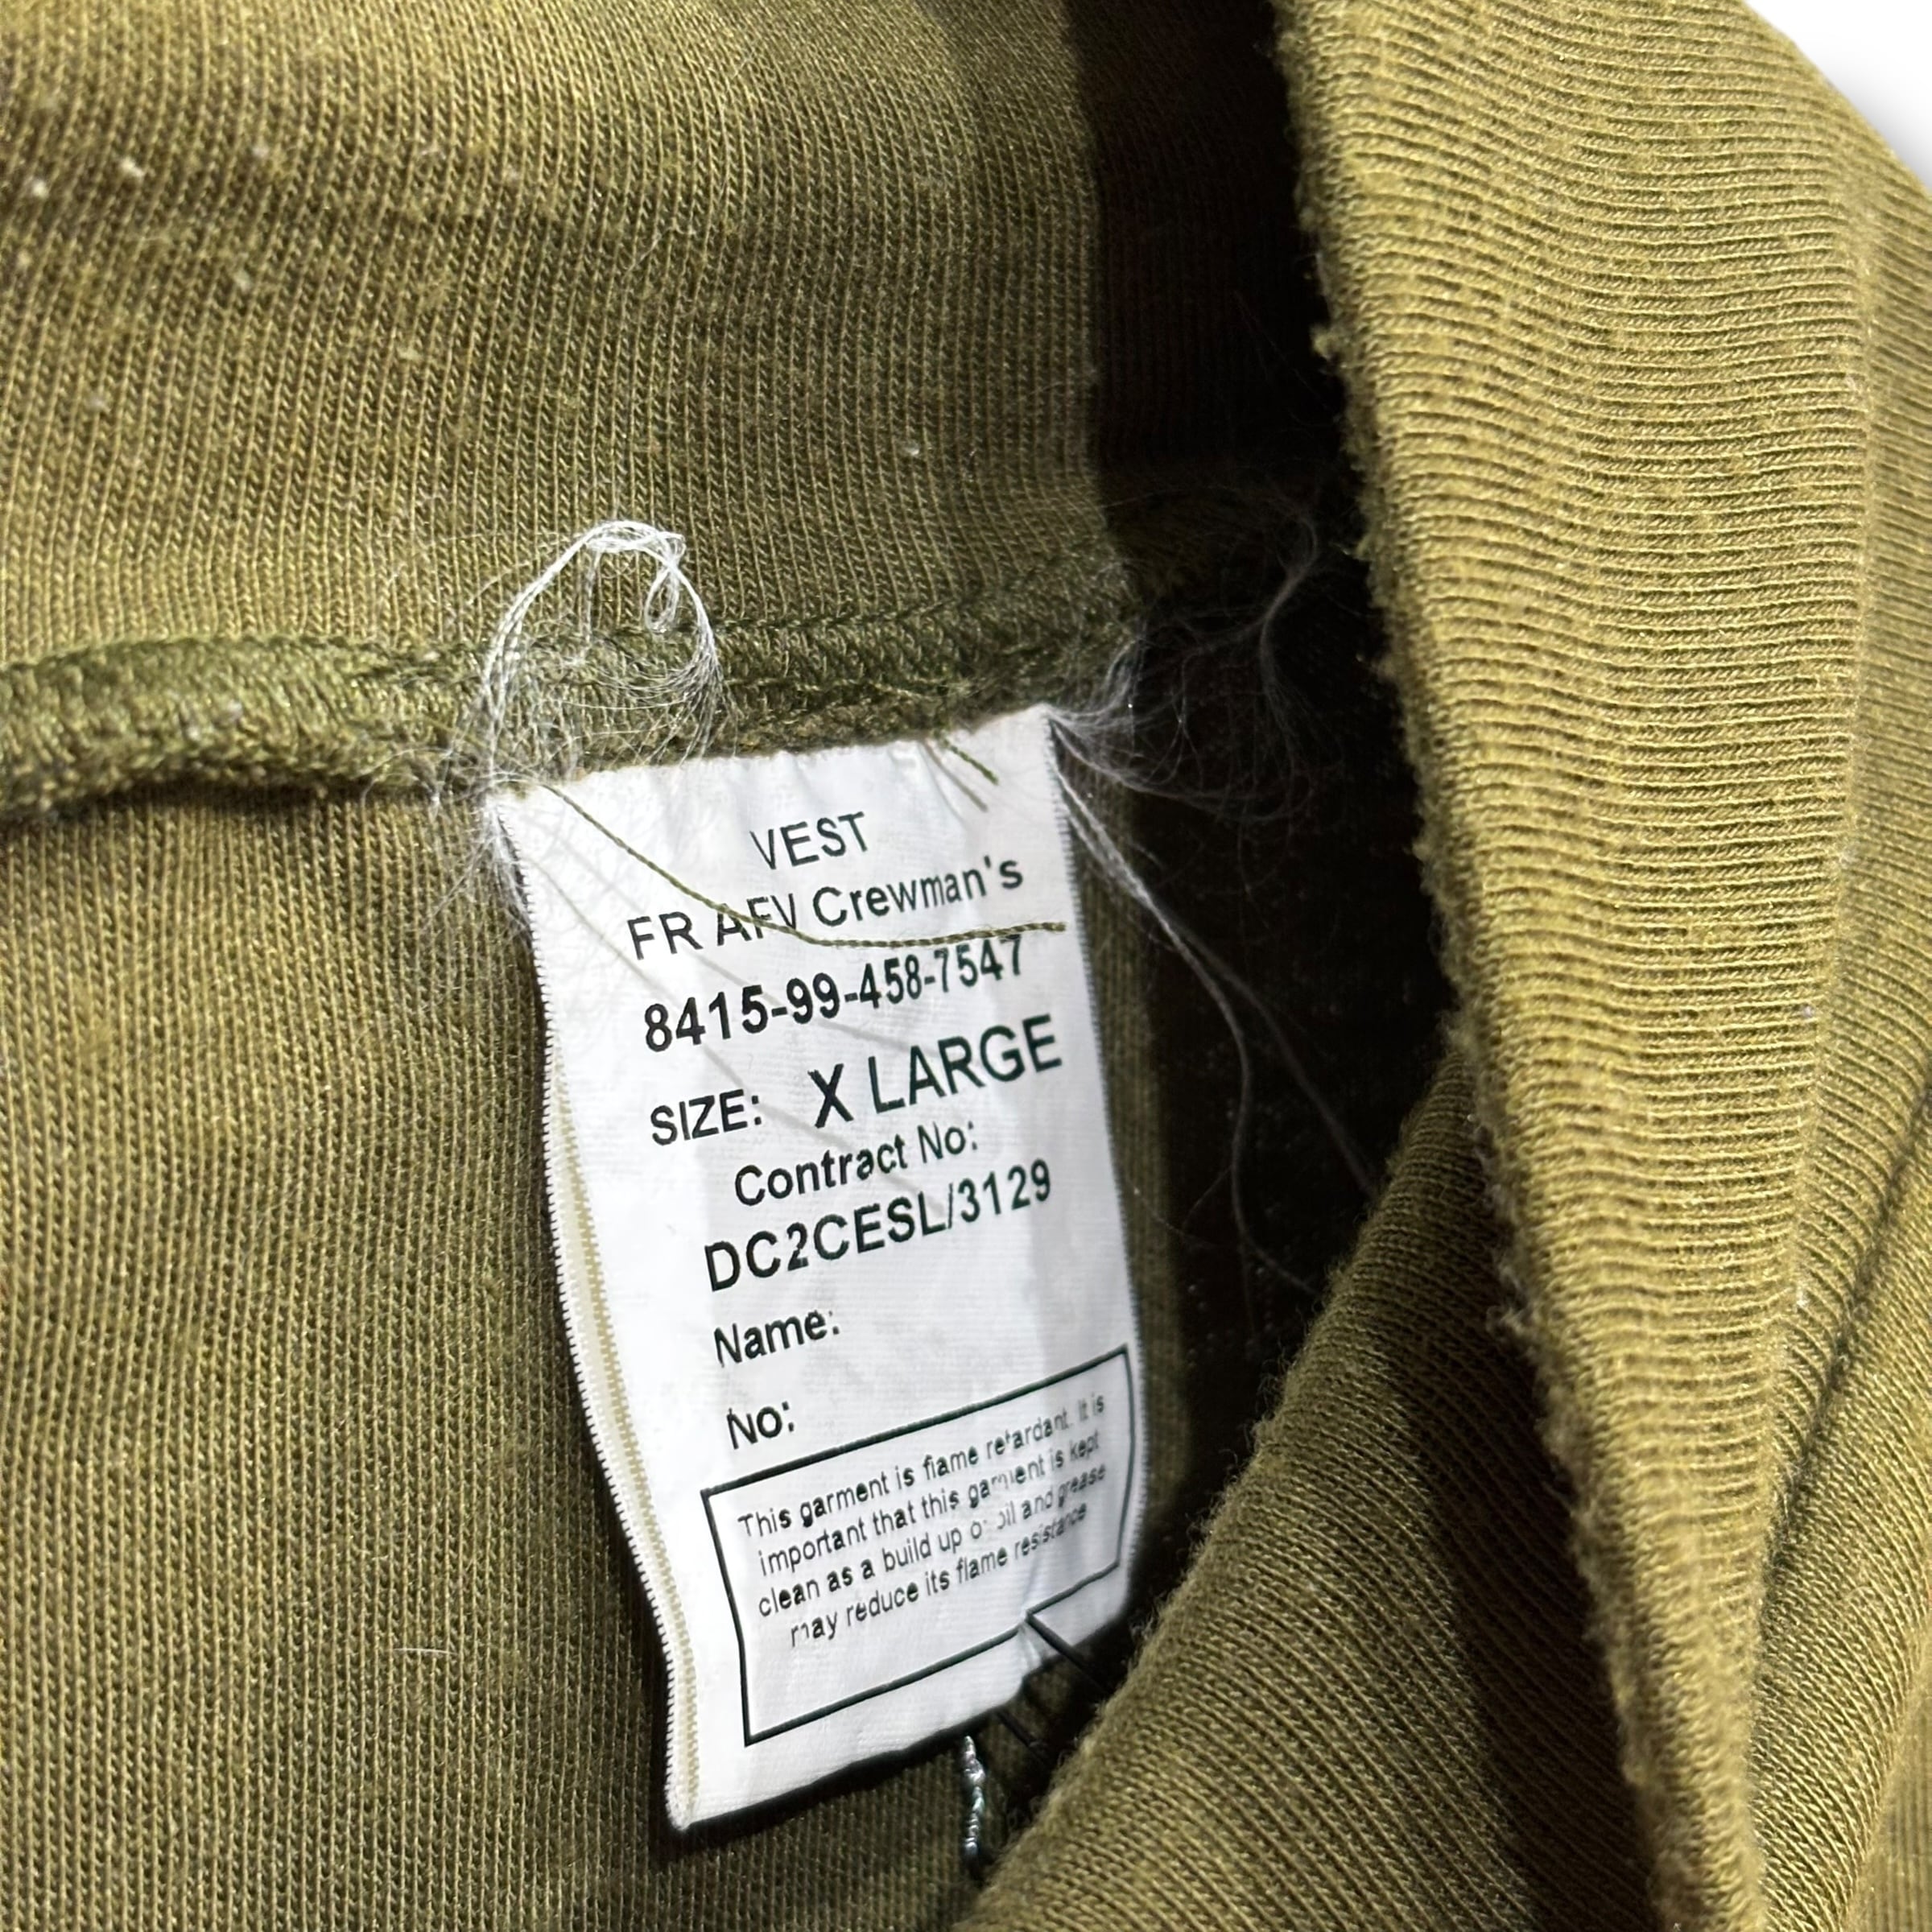 VEST
FR AFV Crewman's
8415-99-458-7547
SIZE: X LARGE
Contract No:
DC2CESL/3129
Name:
No:
This garment is flame retardant. It is
important that this garment is kept
clean as a build up of oil and grease
may reduce its flame resistance